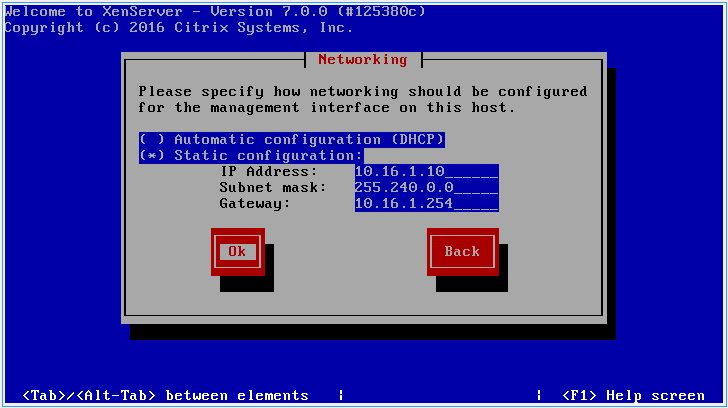 Welcome to XenServer - Version 7.0.0 (#125380c)
Copyright (c) 2016 Citrix Systems, Inc.
Networking
Please specify how networking should be configured
for the management interface on this host.
( ) Automatic configuration (DHCP)
(*) Static configuration:
IP Address: 10.16.1.10______
Subnet mask: 255.240.0.0_____
Gateway: 10.16.1.254_____
Ok Back
<Tab>/<Alt-Tab> between elements | | <F1> Help screen